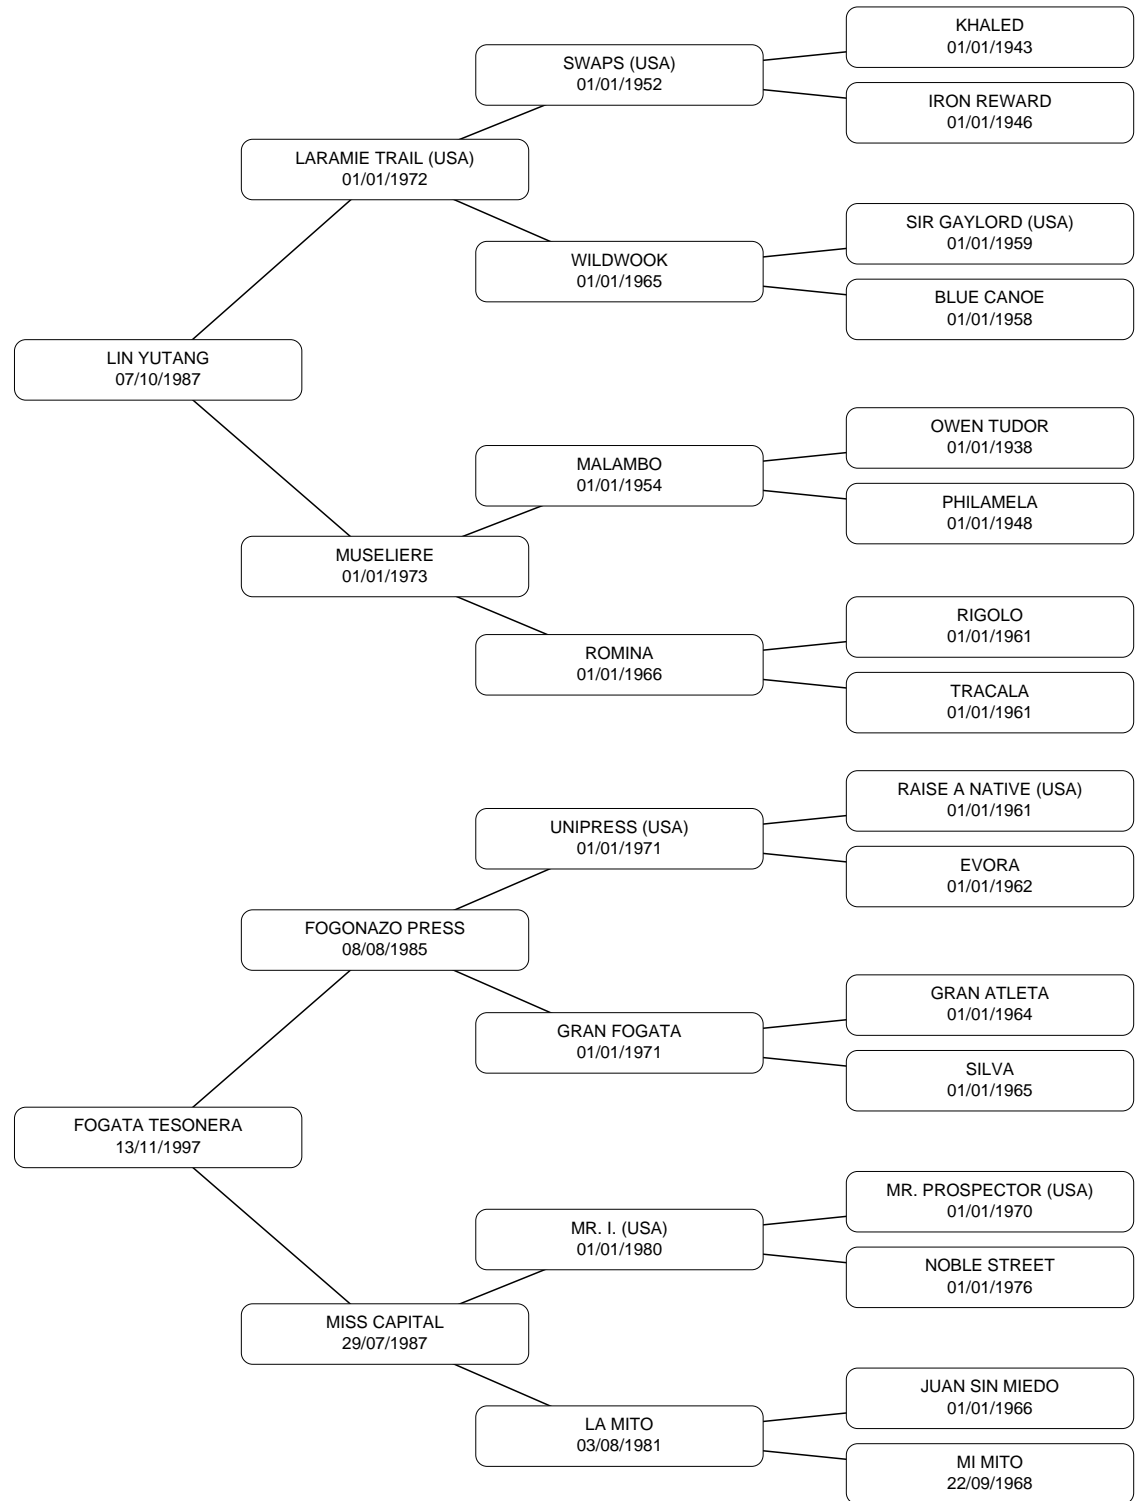 KHALED
01/01/1943
SWAPS (USA)
01/01/1952
IRON REWARD
01/01/1946
LARAMIE TRAIL (USA)
01/01/1972
SIR GAYLORD (USA)
01/01/1959
WILDWOOK
01/01/1965
BLUE CANOE
01/01/1958
LIN YUTANG
07/10/1987
OWEN TUDOR
01/01/1938
MALAMBO
01/01/1954
PHILAMELA
01/01/1948
MUSELIERE
01/01/1973
RIGOLO
01/01/1961
ROMINA
01/01/1966
TRACALA
01/01/1961
RAISE A NATIVE (USA)
01/01/1961
UNIPRESS (USA)
01/01/1971
EVORA
01/01/1962
FOGONAZO PRESS
08/08/1985
GRAN ATLETA
01/01/1964
GRAN FOGATA
01/01/1971
SILVA
01/01/1965
FOGATA TESONERA
13/11/1997
MR. PROSPECTOR (USA)
01/01/1970
MR. I. (USA)
01/01/1980
NOBLE STREET
01/01/1976
MISS CAPITAL
29/07/1987
JUAN SIN MIEDO
01/01/1966
LA MITO
03/08/1981
MI MITO
22/09/1968